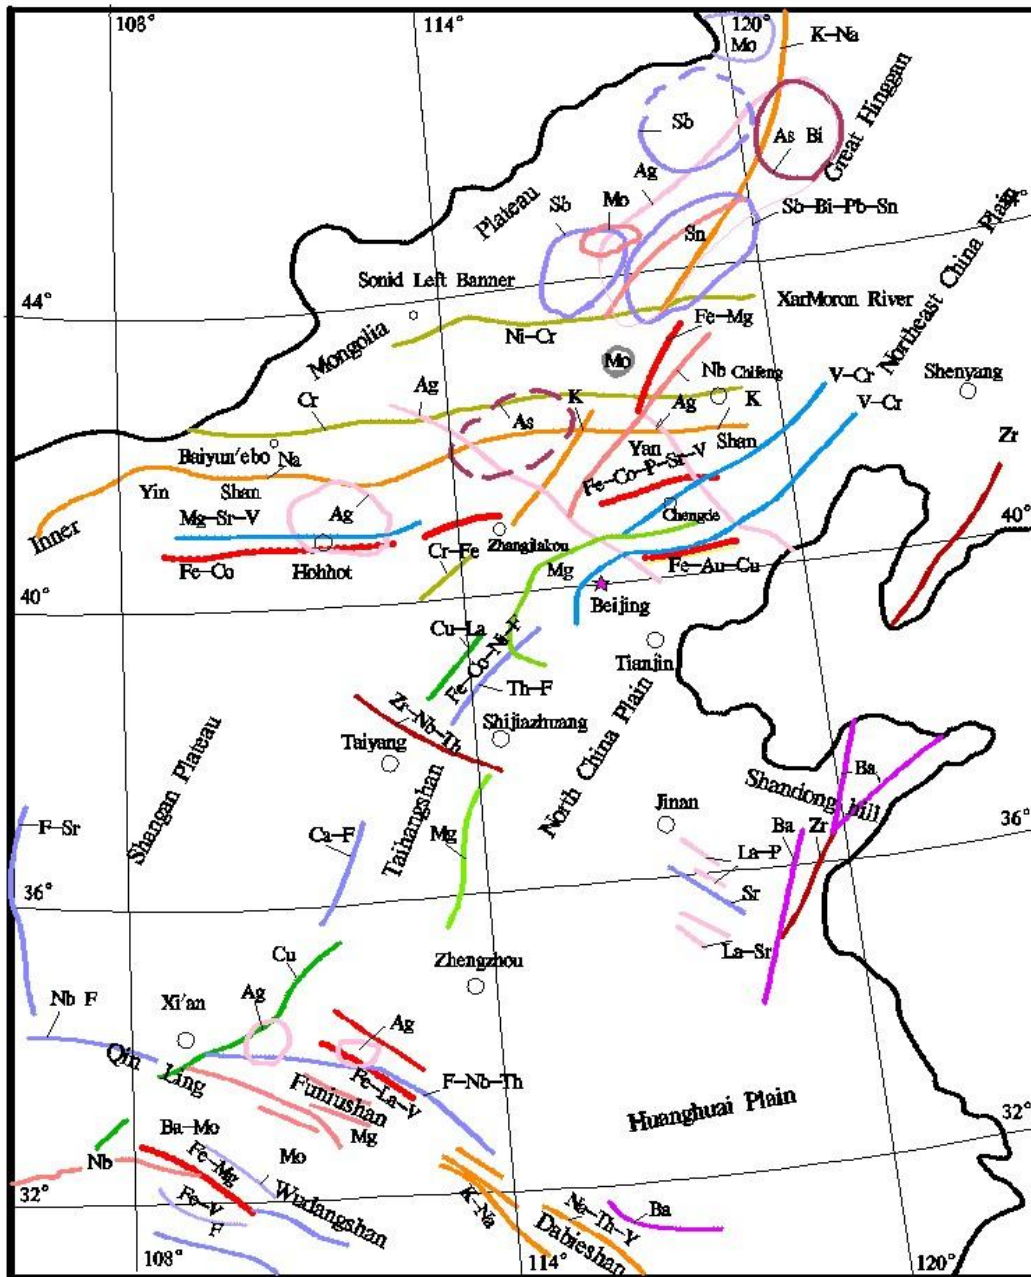 108°
114°
120°
Mo
K-Na
Sb
As Bi
Great Hinggan
Ag
Plateau
Sb
Mo
Sb-Bi-Pb-Sn
Sn
Sonid Left Banner
44°
XarMoron River
44°
Northeast China Plain
Ni-Cr
Fe-Mg
Mongolia
Mo
Nb
Chifeng
V-Cr
Shenyang
Cr
Ag
K
Ag
K
V-Cr
As
Yan
Shan
Zr
Baiyun'ebo
Na
Fe-Co-P-Sr-V
Yin
Shan
Mg-Sr-V
Ag
Chengde
40°
Inner
Zhangjiakou
Fe-Co
Hohhot
Cr-Fe
Mg
Fe-Au-Cu
40°
Beijing
Cu-La
Fe-Co-Ni-F
Tianjin
Th-F
Zr-Nb-Th
Shijiazhuang
Taiyang
North China Plain
Shangan Plateau
Taihangshan
Ba
Shandong hill
Jinan
F-Sr
Ca-F
Mg
Ba
Zr
36°
La-P
Sr
36°
La-Sr
Cu
Zhengzhou
Nb F
Xi'an
Ag
Ag
Qin Ling
Fe-La-V
F-Nb-Th
Funiushan
Huanghuai Plain
32°
Ba-Mo
Mg
Nb
Fe-Mg
Mo
32°
Fe-V
Wudangshan
K-Na
Na-Th-Y
Ba
F
Dabieshan
108°
114°
120°